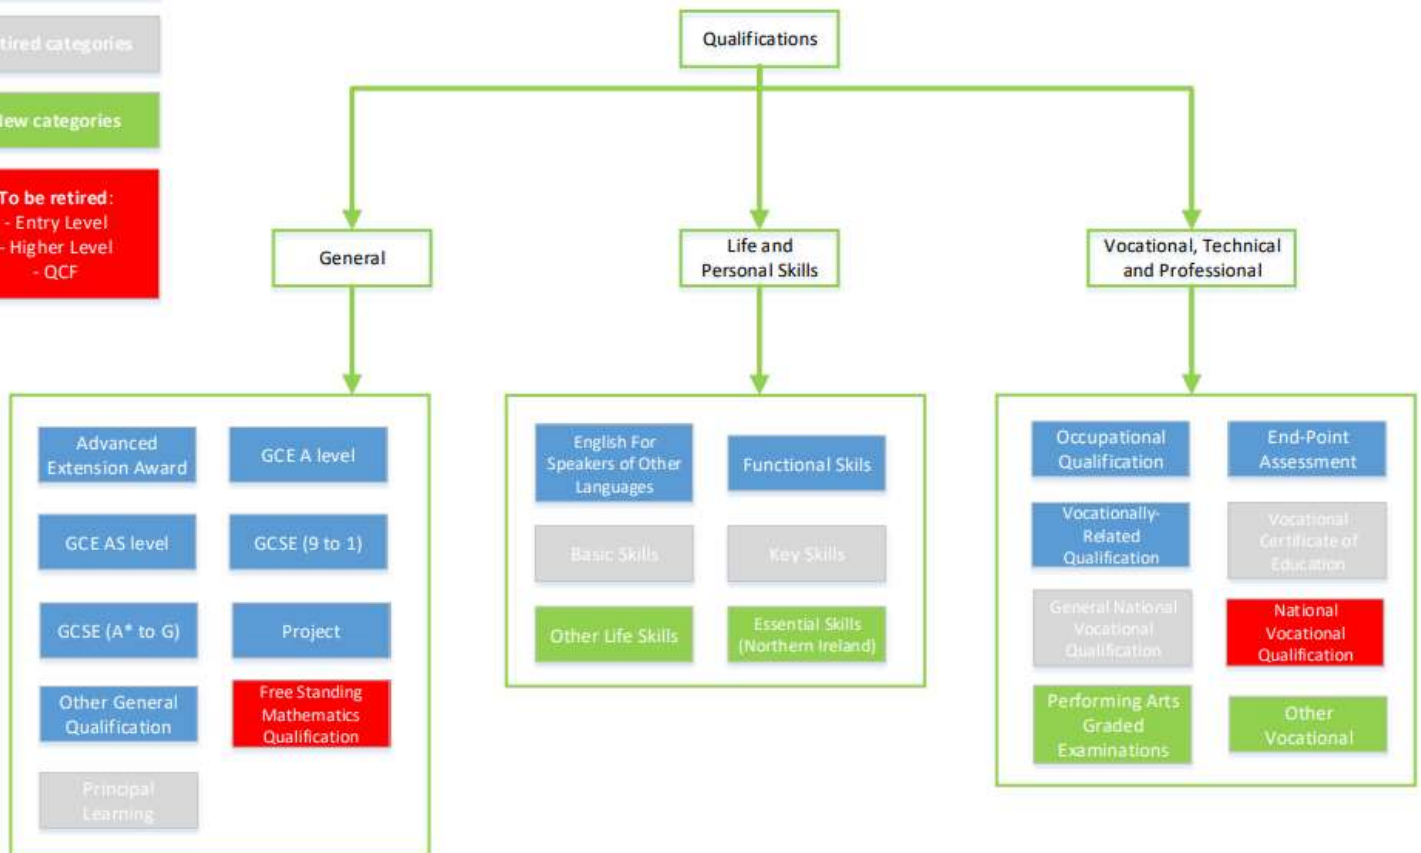 tired categories
New categories
To be retired:
- Entry Level
- Higher Level
- QCF
Qualifications
General
Life and
Personal Skills
Vocational, Technical
and Professional
Advanced
Extension Award
GCE A level
GCE AS level
GCSE (9 to 1)
GCSE (A* to G)
Project
Other General
Qualification
Free Standing
Mathematics
Qualification
Principal
Learning
English For
Speakers of Other
Languages
Functional Skils
Basic Skills
Key Skills
Other Life Skills
Essential Skills
(Northern Ireland)
Occupational
Qualification
End-Point
Assessment
Vocationally-
Related
Qualification
Vocational
Certificate of
Education
General National
Vocational
Qualification
National
Vocational
Qualification
Performing Arts
Graded
Examinations
Other
Vocational